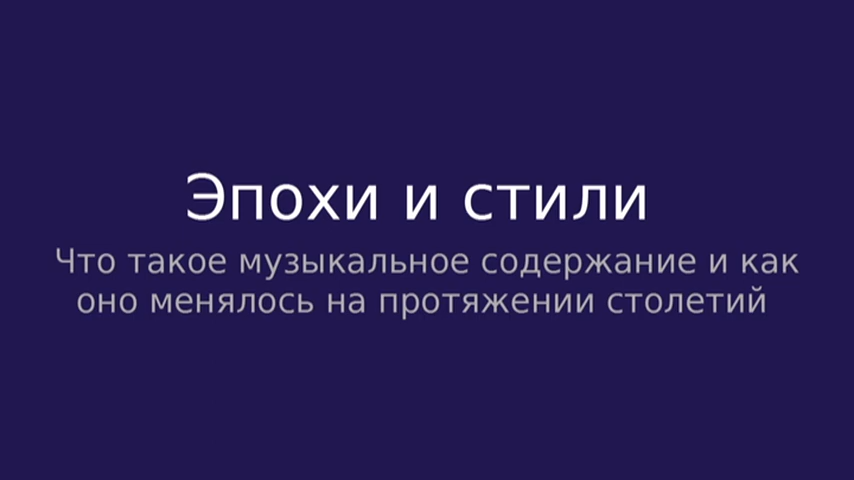 Эпохи и стили
Что такое музыкальное содержание и как
оно менялось на протяжении столетий